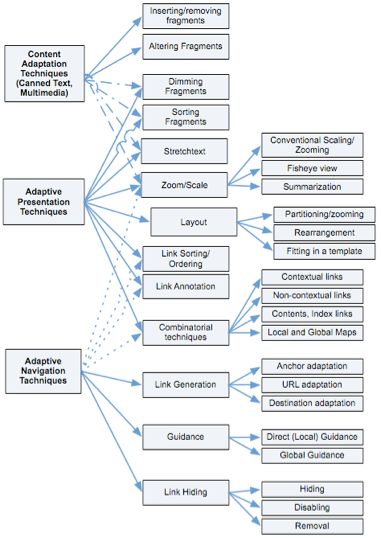 Inserting/removing
fragments
Altering Fragments
Content
Adaptation
Techniques
(Canned Text,
Multimedia)
Dimming
Fragments
Sorting
Fragments
Stretchtext
Zoom/Scale
Conventional Scaling/
Zooming
Fisheye view
Summarization
Adaptive
Presentation
Techniques
Layout
Partitioning/zooming
Rearrangement
Fitting in a template
Link Sorting/
Ordering
Link Annotation
Combinatorial
techniques
Contextual links
Non-contextual links
Contents, Index links
Local and Global Maps
Adaptive
Navigation
Techniques
Link Generation
Anchor adaptation
URL adaptation
Destination adaptation
Guidance
Direct (Local) Guidance
Global Guidance
Link Hiding
Hiding
Disabling
Removal